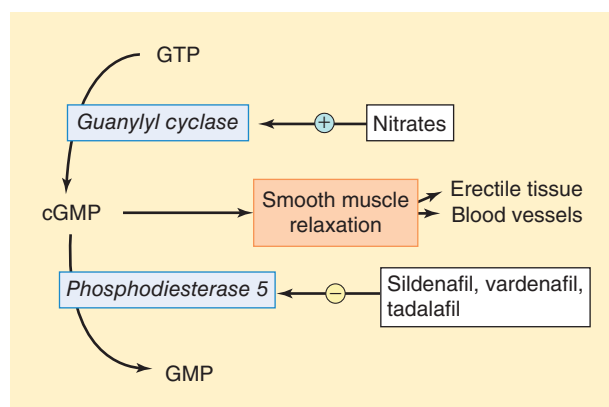 GTP
Guanylyl cyclase
+
Nitrates
cGMP
Smooth muscle
relaxation
Erectile tissue
Blood vessels
Phosphodiesterase 5
−
Sildenafil, vardenafil,
tadalafil
GMP